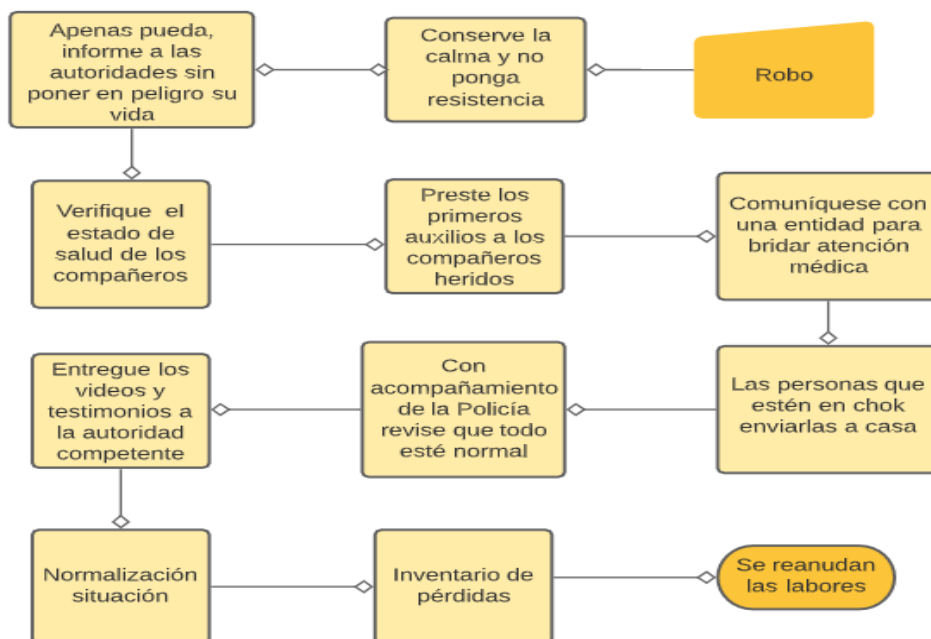 Robo
Conserve la
calma y no
ponga
resistencia
Apenas pueda,
informe a las
autoridades sin
poner en peligro su
vida
Verifique el
estado de
salud de los
compañeros
Preste los
primeros
auxilios a los
compañeros
heridos
Comuníquese con
una entidad para
bridar atención
médica
Las personas que
estén en chok
enviarlas a casa
Con
acompañamiento
de la Policía
revise que todo
esté normal
Entregue los
videos y
testimonios a
la autoridad
competente
Normalización
situación
Inventario de
pérdidas
Se reanudan
las labores